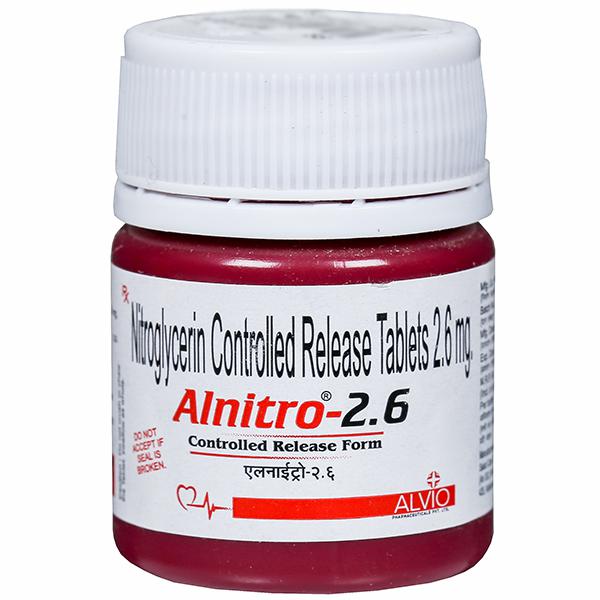 Rx
Nitroglycerin Controlled Release Tablets 2.6 mg.
Alnitro®-2.6
Controlled Release Form
एलनाईट्रो-२.६
DO NOT
ACCEPT IF
SEAL IS
BROKEN.
ALVIO
PHARMACEUTICALS PVT. LTD.